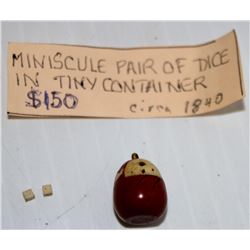 MINISCULE PAIR OF DICE
IN TINY CONTAINER
$150
circa 1840